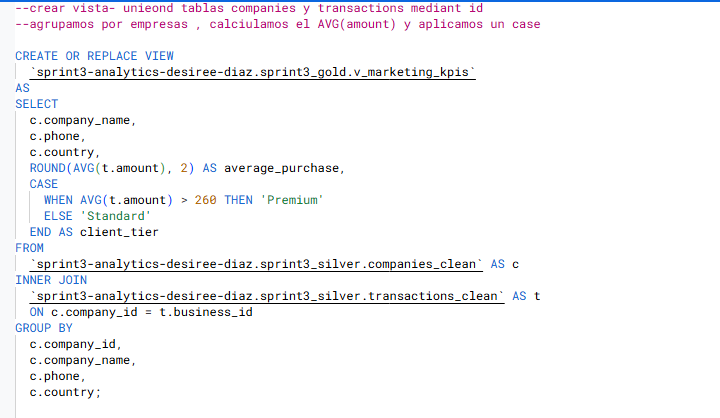 --crear vista- unieond tablas companies y transactions mediant id
--agrupamos por empresas , calciulamos el AVG(amount) y aplicamos un case
CREATE OR REPLACE VIEW
`sprint3-analytics-desiree-diaz.sprint3_gold.v_marketing_kpis`
AS
SELECT
c.company_name,
c.phone,
c.country,
ROUND(AVG(t.amount), 2) AS average_purchase,
CASE
WHEN AVG(t.amount) > 260 THEN 'Premium'
ELSE 'Standard'
END AS client_tier
FROM
`sprint3-analytics-desiree-diaz.sprint3_silver.companies_clean` AS c
INNER JOIN
`sprint3-analytics-desiree-diaz.sprint3_silver.transactions_clean` AS t
ON c.company_id = t.business_id
GROUP BY
c.company_id,
c.company_name,
c.phone,
c.country;